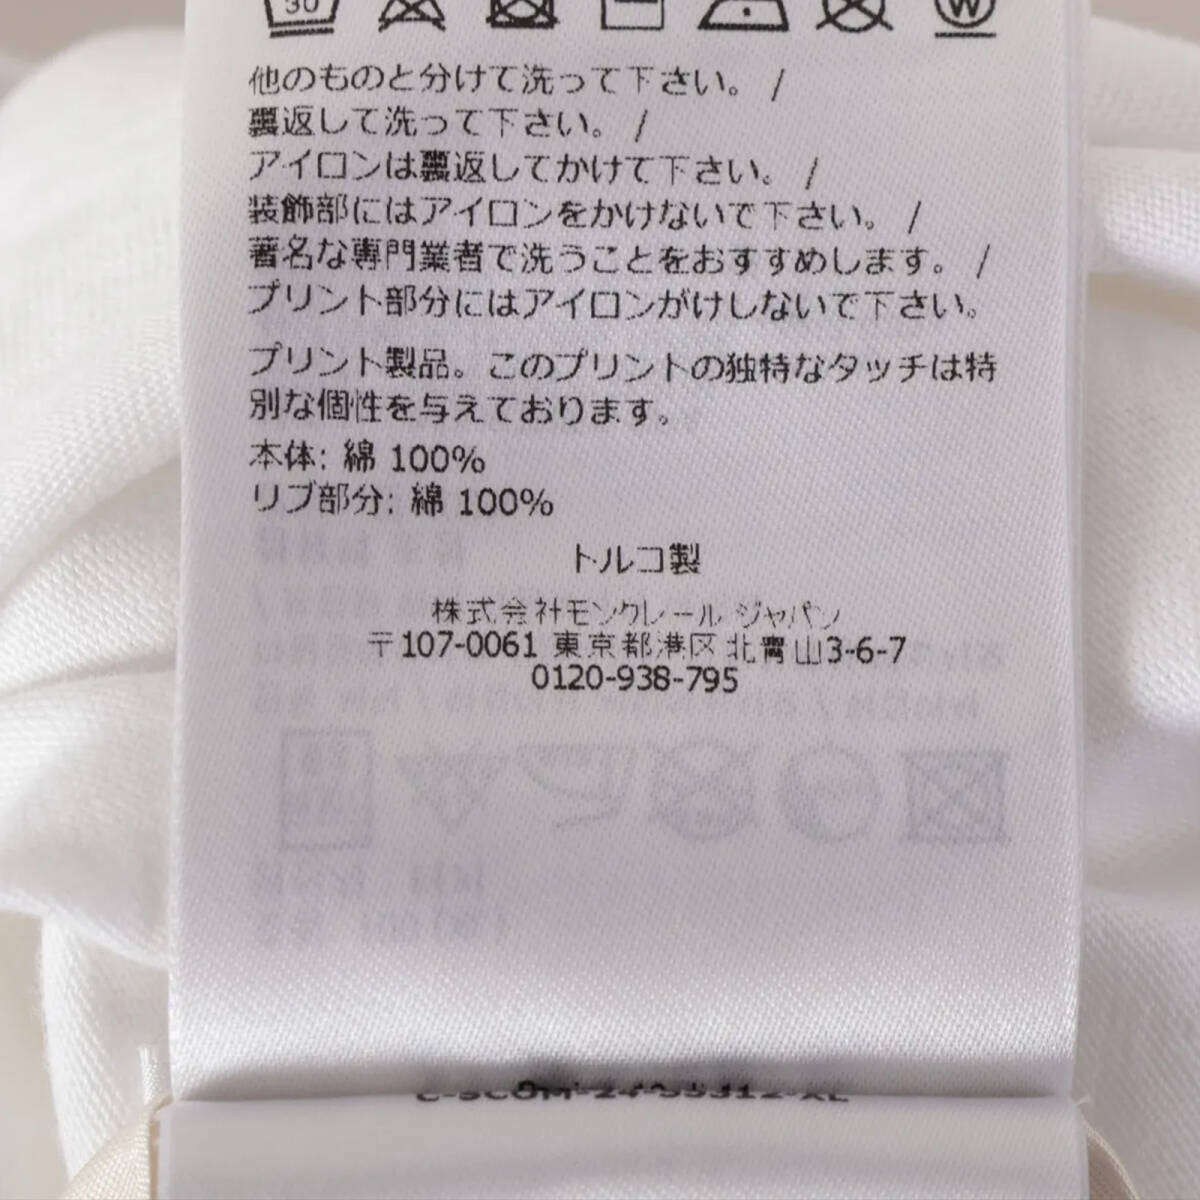 30
W
他のものと分けて洗って下さい。 /
裏返して洗って下さい。 /
アイロンは裏返してかけて下さい。 /
装飾部にはアイロンをかけないで下さい。 /
著名な専門業者で洗うことをおすすめします。 /
プリント部分にはアイロンがけしないで下さい。
プリント製品。このプリントの独特なタッチは特
別な個性を与えております。
本体: 綿 100%
リブ部分: 綿 100%
トルコ製
株式会社モンクレール ジャパン
〒107-0061 東京都港区北青山3-6-7
0120-938-795